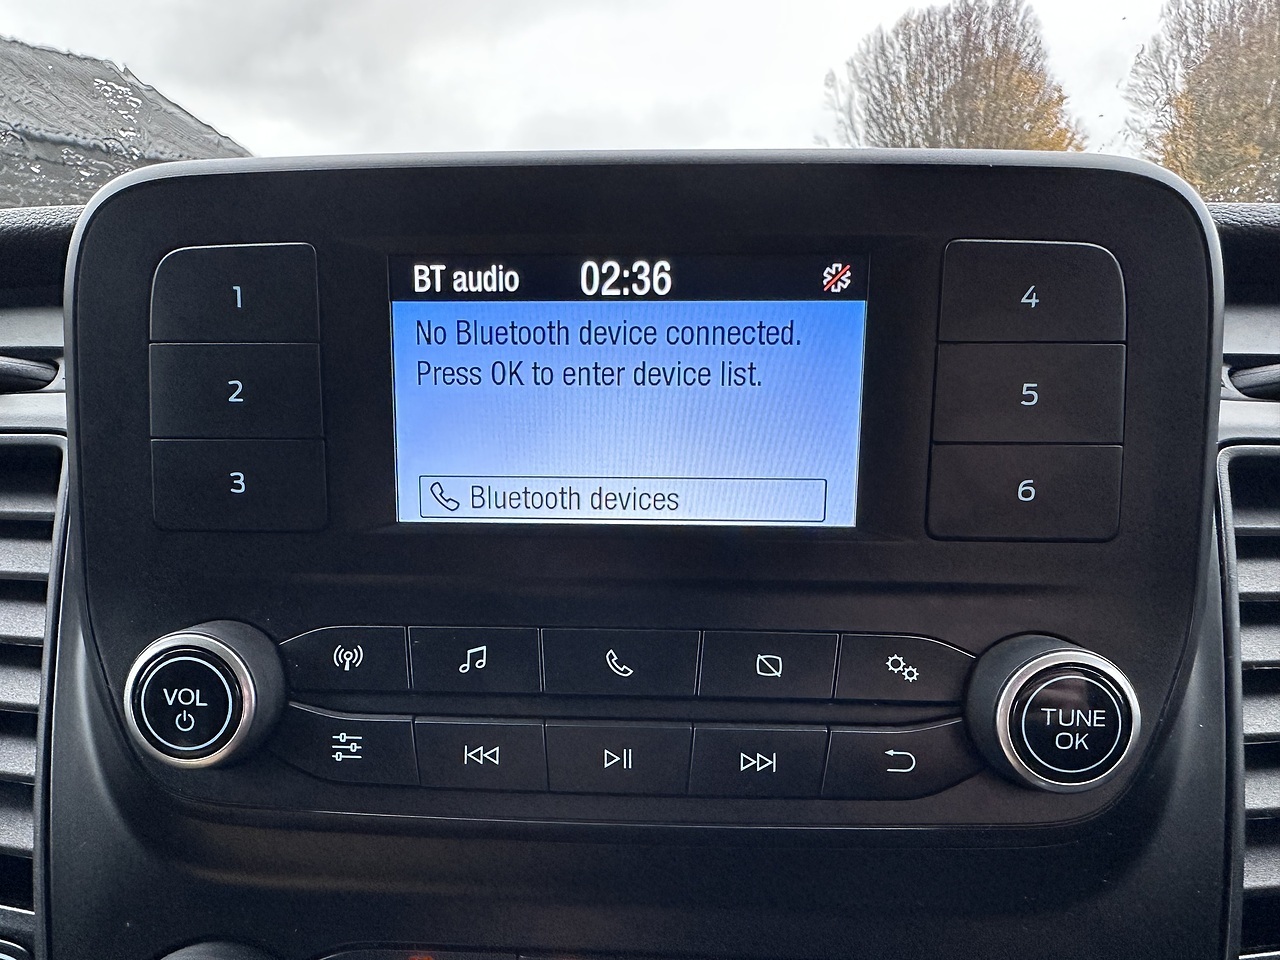 BT audio 02:36
No Bluetooth device connected.
Press OK to enter device list.
Bluetooth devices
1
2
3
4
5
6
VOL
TUNE
OK